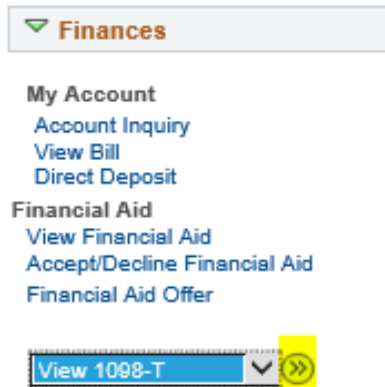 Finances
My Account
Account Inquiry
View Bill
Direct Deposit
Financial Aid
View Financial Aid
Accept/Decline Financial Aid
Financial Aid Offer
View 1098-T